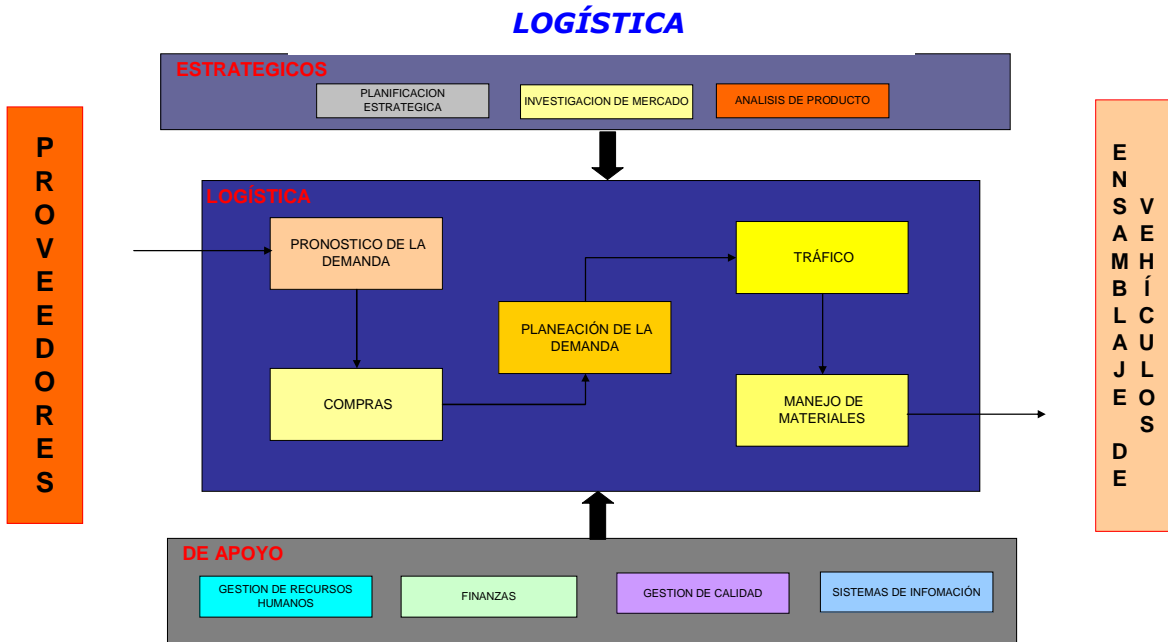 LOGÍSTICA
ESTRATEGICOS
PLANIFICACION
ESTRATEGICA
INVESTIGACION DE MERCADO
ANALISIS DE PRODUCTO
PROVEEDORES
LOGÍSTICA
PRONOSTICO DE LA
DEMANDA
COMPRAS
PLANEACIÓN DE LA
DEMANDA
TRÁFICO
MANEJO DE
MATERIALES
ENSAMBLAJE DE
VEHÍCULOS
DE APOYO
GESTION DE RECURSOS
HUMANOS
FINANZAS
GESTION DE CALIDAD
SISTEMAS DE INFOMACIÓN